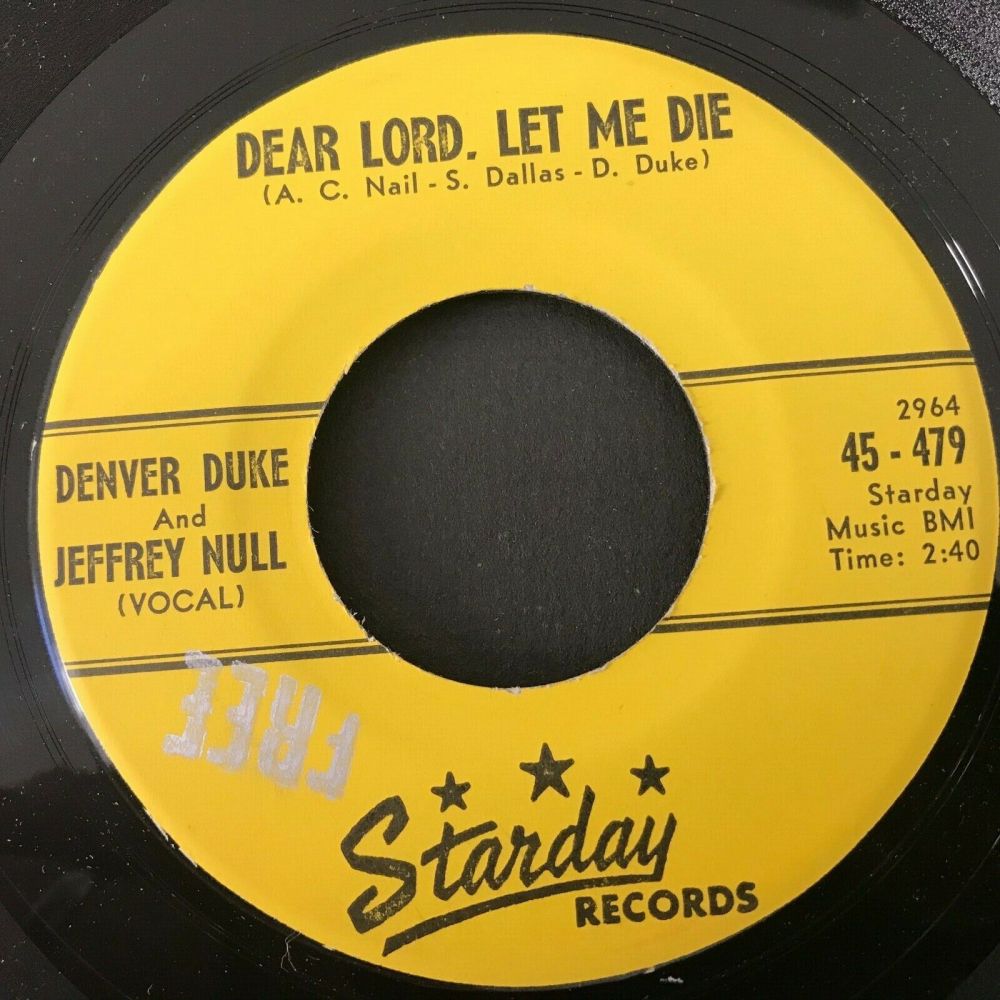 DEAR LORD, LET ME DIE
(A. C. Nail - S. Dallas - D. Duke)
DENVER DUKE
And
JEFFREY NULL
(VOCAL)
2964
45 - 479
Starday
Music BMI
Time: 2:40
FREE
Starday
RECORDS